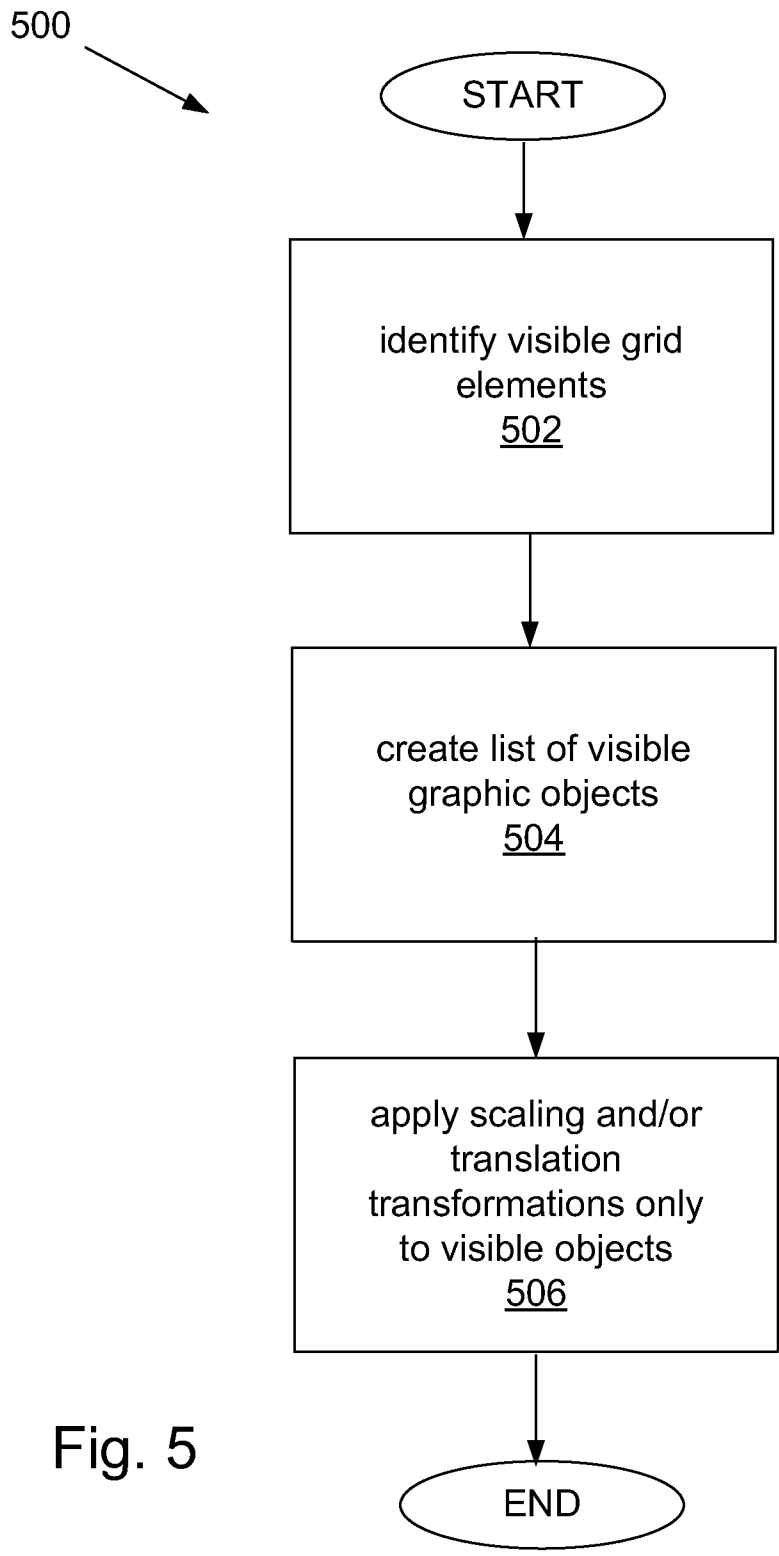 500
START
identify visible grid
elements
502
create list of visible
graphic objects
504
apply scaling and/or
translation
transformations only
to visible objects
506
Fig. 5
END